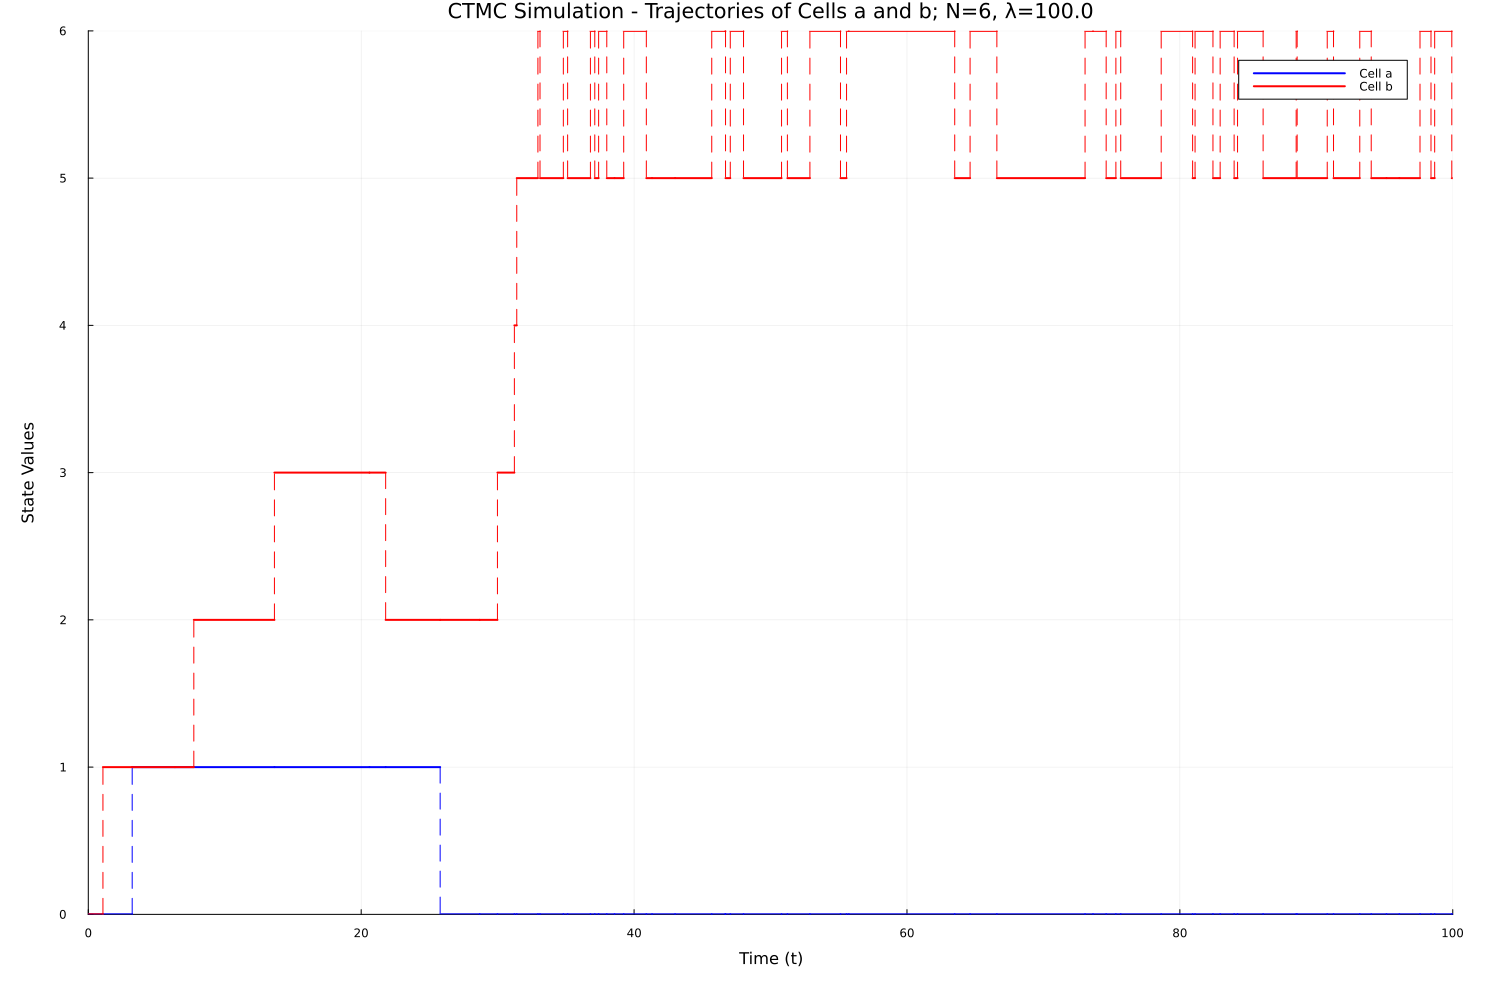 CTMC Simulation - Trajectories of Cells a and b; N=6, λ=100.0
6
Cell a
Cell b
5
4
State Values
3
2
1
0
0 20 40 60 80 100
Time (t)